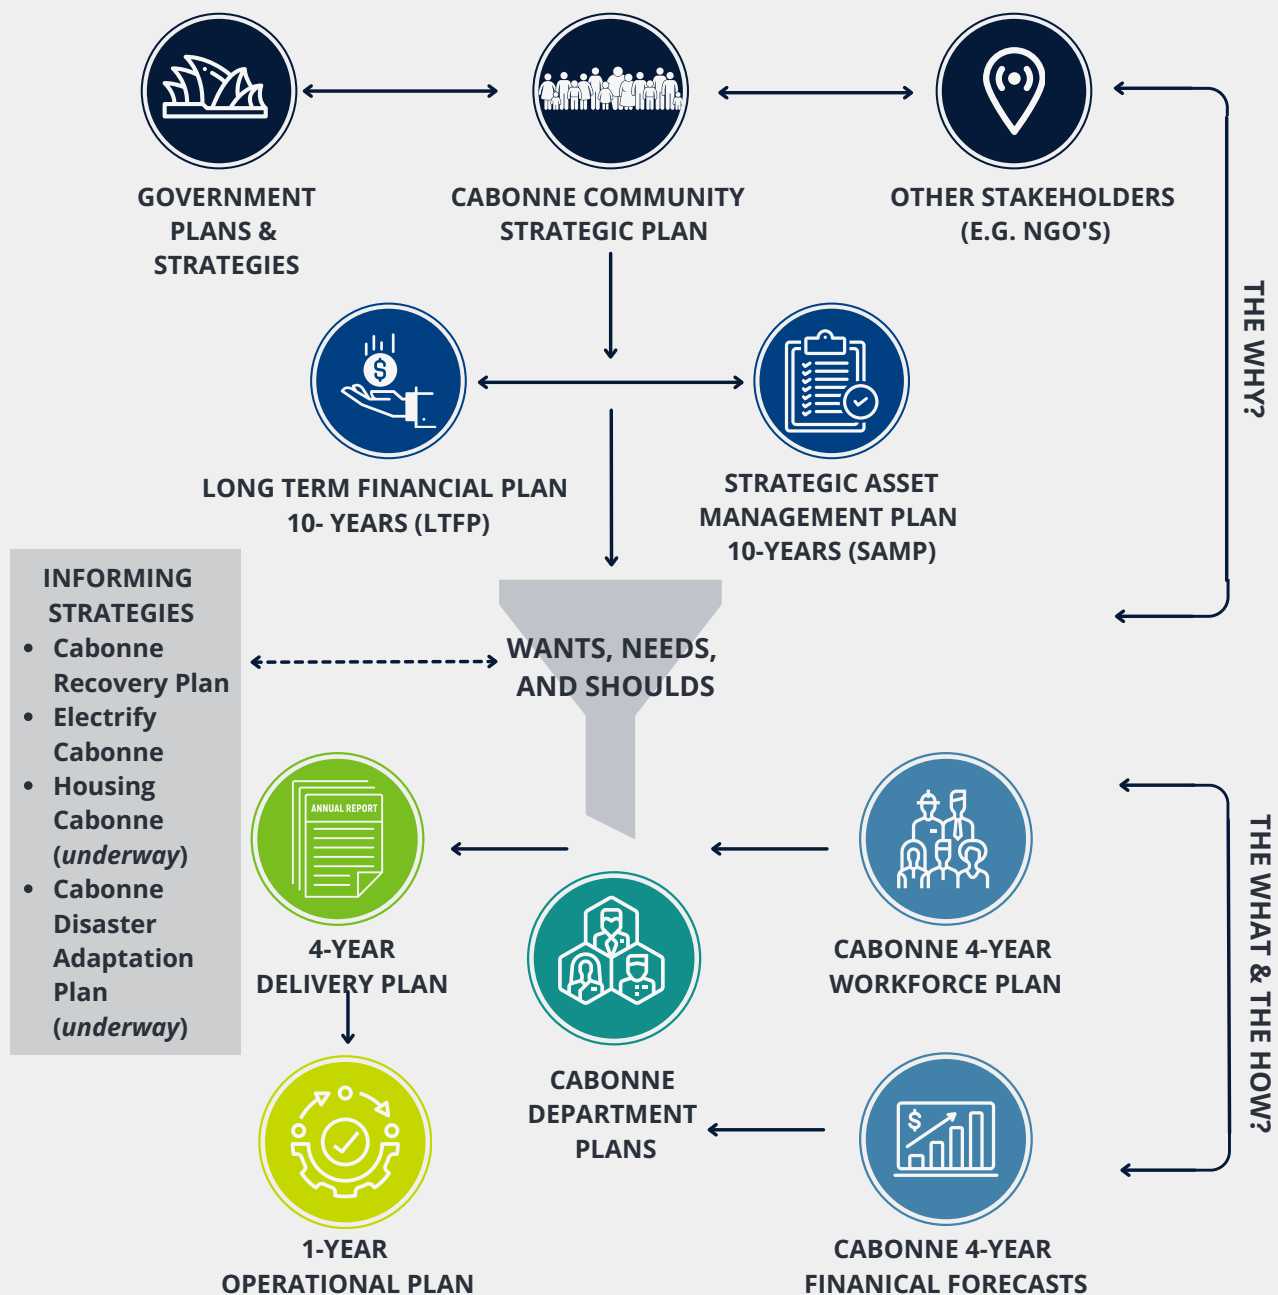 GOVERNMENT
PLANS &
STRATEGIES
CABONNE COMMUNITY
STRATEGIC PLAN
OTHER STAKEHOLDERS
(E.G. NGO'S)
THE WHY?
$
LONG TERM FINANCIAL PLAN
10- YEARS (LTFP)
STRATEGIC ASSET
MANAGEMENT PLAN
10-YEARS (SAMP)
INFORMING
STRATEGIES
• Cabonne
Recovery Plan
• Electrify
Cabonne
• Housing
Cabonne
(underway)
• Cabonne
Disaster
Adaptation
Plan
(underway)
WANTS, NEEDS,
AND SHOULDS
ANNUAL REPORT
4-YEAR
DELIVERY PLAN
CABONNE 4-YEAR
WORKFORCE PLAN
THE WHAT & THE HOW?
CABONNE
DEPARTMENT
PLANS
$
1-YEAR
OPERATIONAL PLAN
CABONNE 4-YEAR
FINANICAL FORECASTS